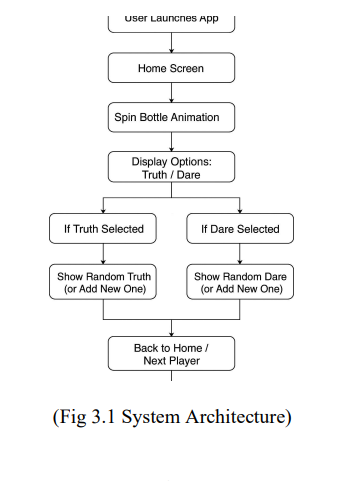 User Launches App
Home Screen
Spin Bottle Animation
Display Options:
Truth / Dare
If Truth Selected
If Dare Selected
Show Random Truth
(or Add New One)
Show Random Dare
(or Add New One)
Back to Home /
Next Player
(Fig 3.1 System Architecture)